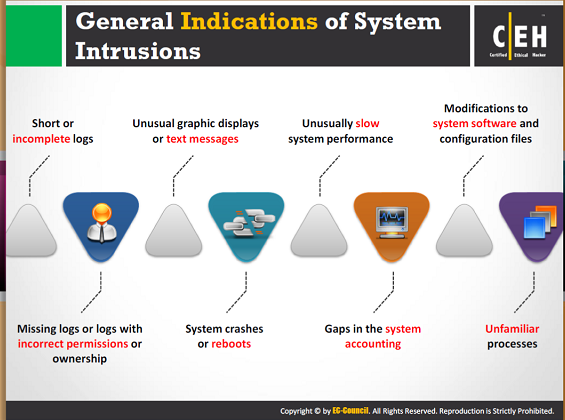 General Indications of System
Intrusions
C|EH
Certified Ethical Hacker
Short or
incomplete logs
Unusual graphic displays
or text messages
Unusually slow
system performance
Modifications to
system software and
configuration files
Missing logs or logs with
incorrect permissions or
ownership
System crashes
or reboots
Gaps in the system
accounting
Unfamiliar
processes
Copyright © by EG-Council. All Rights Reserved. Reproduction is Strictly Prohibited.